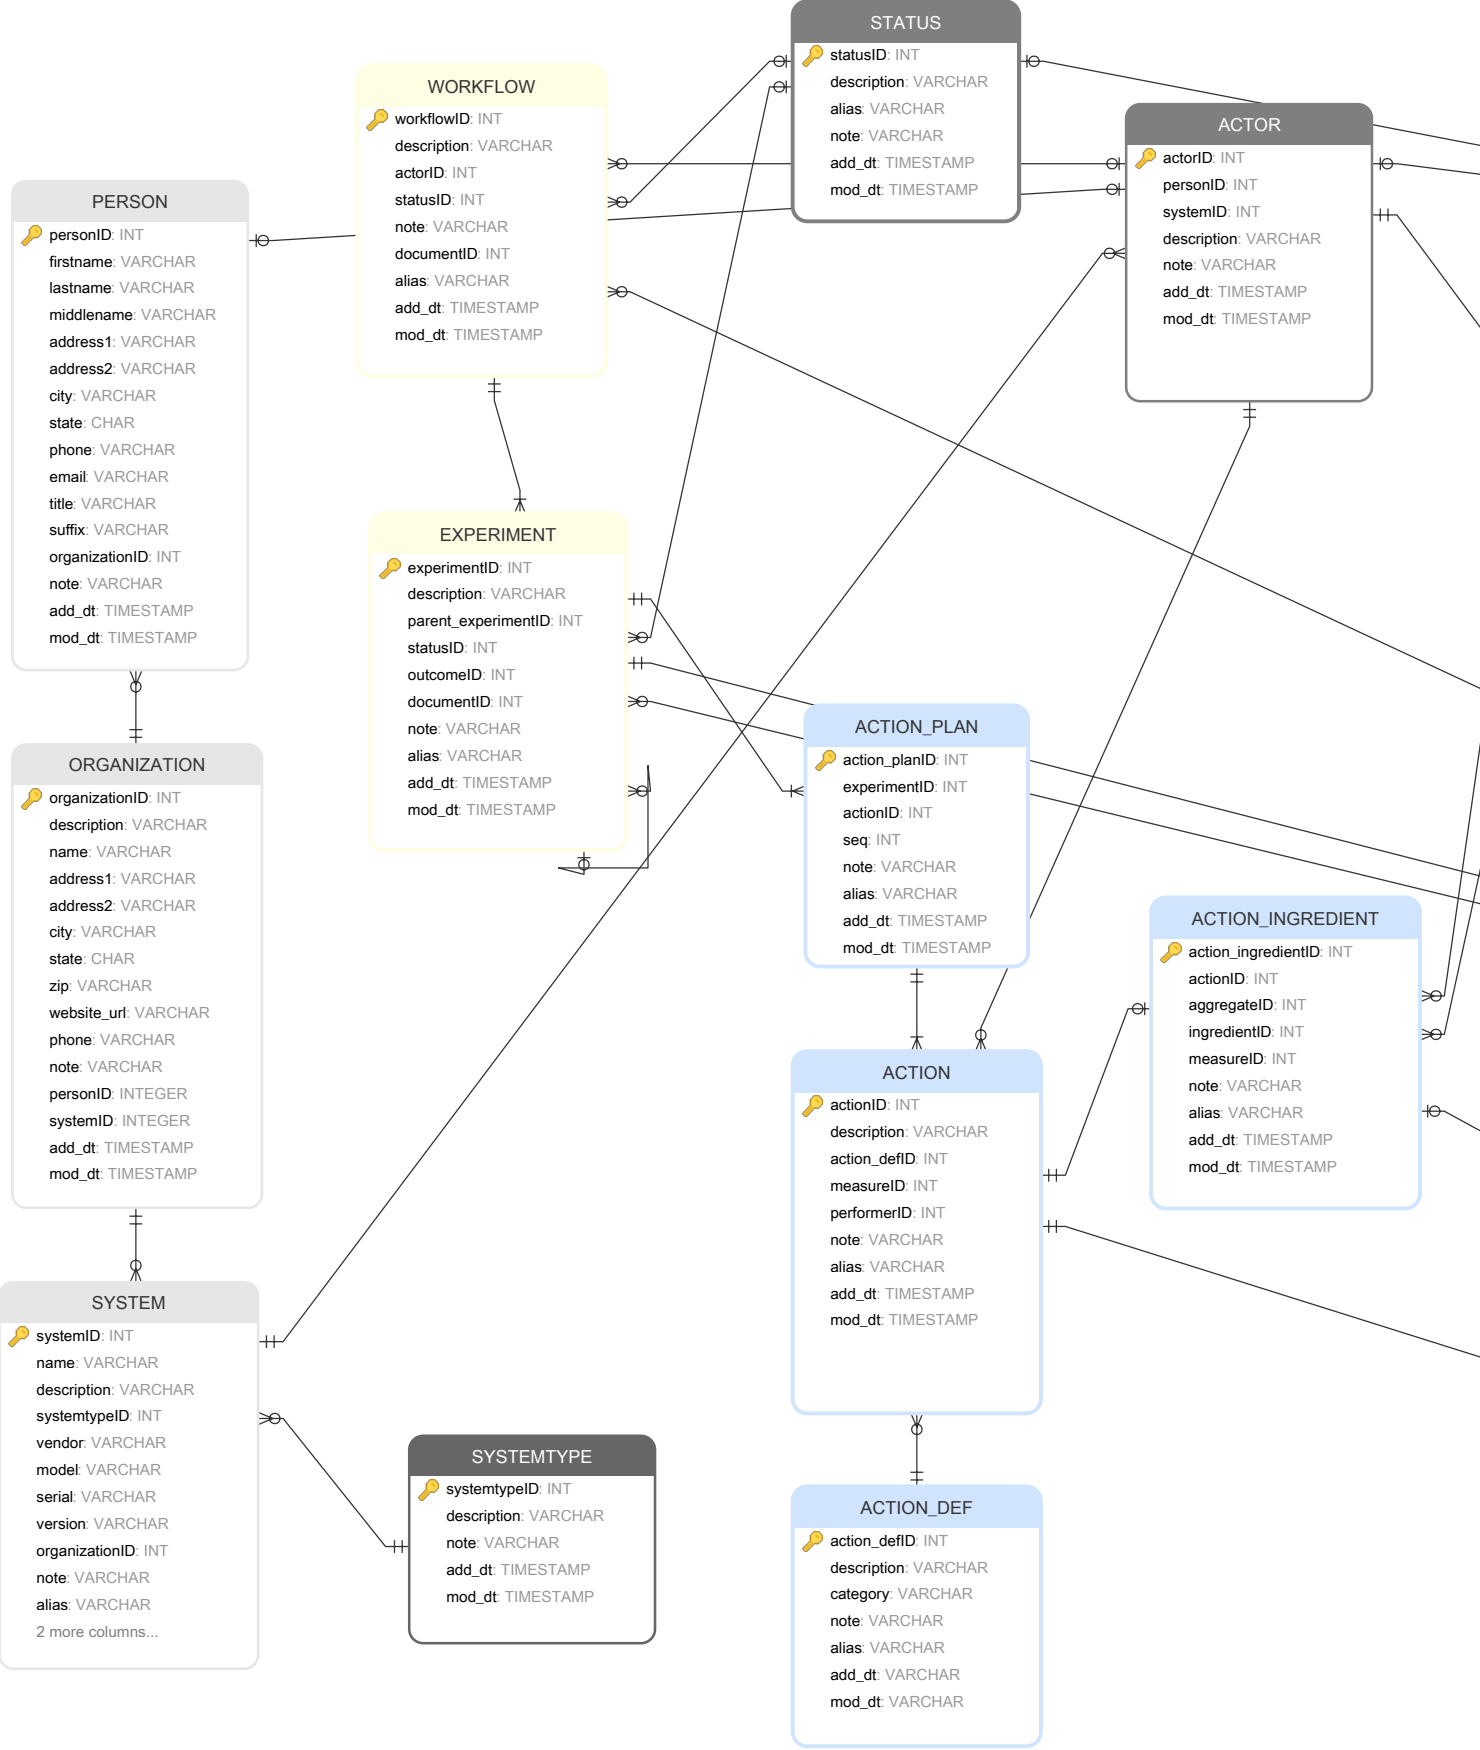 STATUS
statusID: INT
description: VARCHAR
alias: VARCHAR
note: VARCHAR
add_dt: TIMESTAMP
mod_dt: TIMESTAMP
WORKFLOW
workflowID: INT
description: VARCHAR
actorID: INT
statusID: INT
note: VARCHAR
documentID: INT
alias: VARCHAR
add_dt: TIMESTAMP
mod_dt: TIMESTAMP
ACTOR
actorID: INT
personID: INT
systemID: INT
description: VARCHAR
note: VARCHAR
add_dt: TIMESTAMP
mod_dt: TIMESTAMP
PERSON
personID: INT
firstname: VARCHAR
lastname: VARCHAR
middlename: VARCHAR
address1: VARCHAR
address2: VARCHAR
city: VARCHAR
state: CHAR
phone: VARCHAR
email: VARCHAR
title: VARCHAR
suffix: VARCHAR
organizationID: INT
note: VARCHAR
add_dt: TIMESTAMP
mod_dt: TIMESTAMP
EXPERIMENT
experimentID: INT
description: VARCHAR
parent_experimentID: INT
statusID: INT
outcomeID: INT
documentID: INT
note: VARCHAR
alias: VARCHAR
add_dt: TIMESTAMP
mod_dt: TIMESTAMP
ACTION_PLAN
action_planID: INT
experimentID: INT
actionID: INT
seq: INT
note: VARCHAR
alias: VARCHAR
add_dt: TIMESTAMP
mod_dt: TIMESTAMP
ORGANIZATION
organizationID: INT
description: VARCHAR
name: VARCHAR
address1: VARCHAR
address2: VARCHAR
city: VARCHAR
state: CHAR
zip: VARCHAR
website_url: VARCHAR
phone: VARCHAR
note: VARCHAR
personID: INTEGER
systemID: INTEGER
add_dt: TIMESTAMP
mod_dt: TIMESTAMP
ACTION_INGREDIENT
action_ingredientID: INT
actionID: INT
aggregateID: INT
ingredientID: INT
measureID: INT
note: VARCHAR
alias: VARCHAR
add_dt: TIMESTAMP
mod_dt: TIMESTAMP
ACTION
actionID: INT
description: VARCHAR
action_defID: INT
measureID: INT
performerID: INT
note: VARCHAR
alias: VARCHAR
add_dt: TIMESTAMP
mod_dt: TIMESTAMP
SYSTEM
systemID: INT
name: VARCHAR
description: VARCHAR
systemtypeID: INT
vendor: VARCHAR
model: VARCHAR
serial: VARCHAR
version: VARCHAR
organizationID: INT
note: VARCHAR
alias: VARCHAR
2 more columns...
SYSTEMTYPE
systemtypeID: INT
description: VARCHAR
note: VARCHAR
add_dt: TIMESTAMP
mod_dt: TIMESTAMP
ACTION_DEF
action_defID: INT
description: VARCHAR
category: VARCHAR
note: VARCHAR
alias: VARCHAR
add_dt: VARCHAR
mod_dt: VARCHAR